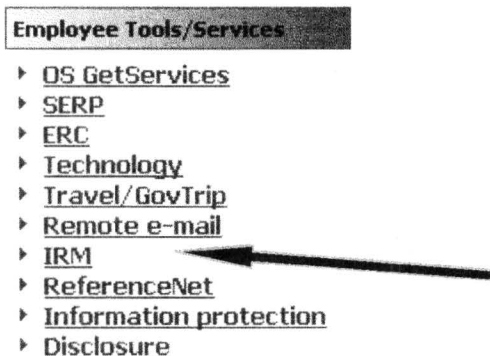 Employee Tools/Services
OS GetServices
SERP
ERC
Technology
Travel/GovTrip
Remote e-mail
IRM
ReferenceNet
Information protection
Disclosure